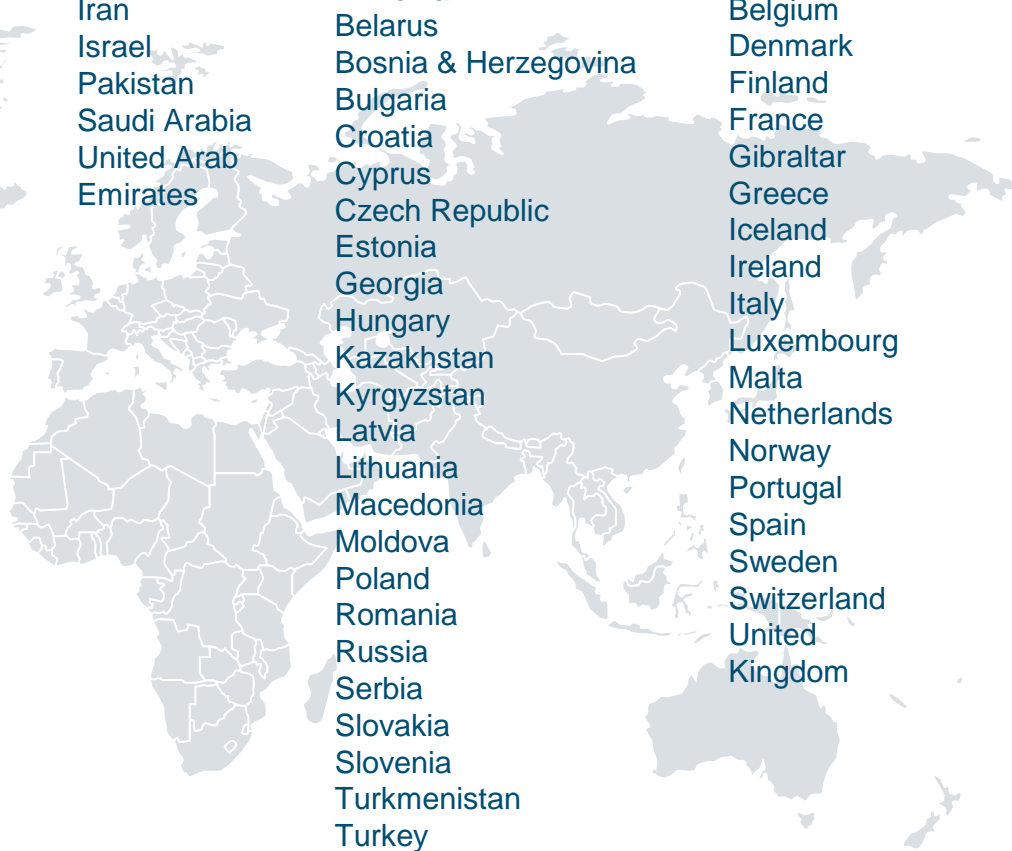 Iran
Israel
Pakistan
Saudi Arabia
United Arab
Emirates
Belarus
Bosnia & Herzegovina
Bulgaria
Croatia
Cyprus
Czech Republic
Estonia
Georgia
Hungary
Kazakhstan
Kyrgyzstan
Latvia
Lithuania
Macedonia
Moldova
Poland
Romania
Russia
Serbia
Slovakia
Slovenia
Turkmenistan
Turkey
Belgium
Denmark
Finland
France
Gibraltar
Greece
Iceland
Ireland
Italy
Luxembourg
Malta
Netherlands
Norway
Portugal
Spain
Sweden
Switzerland
United
Kingdom